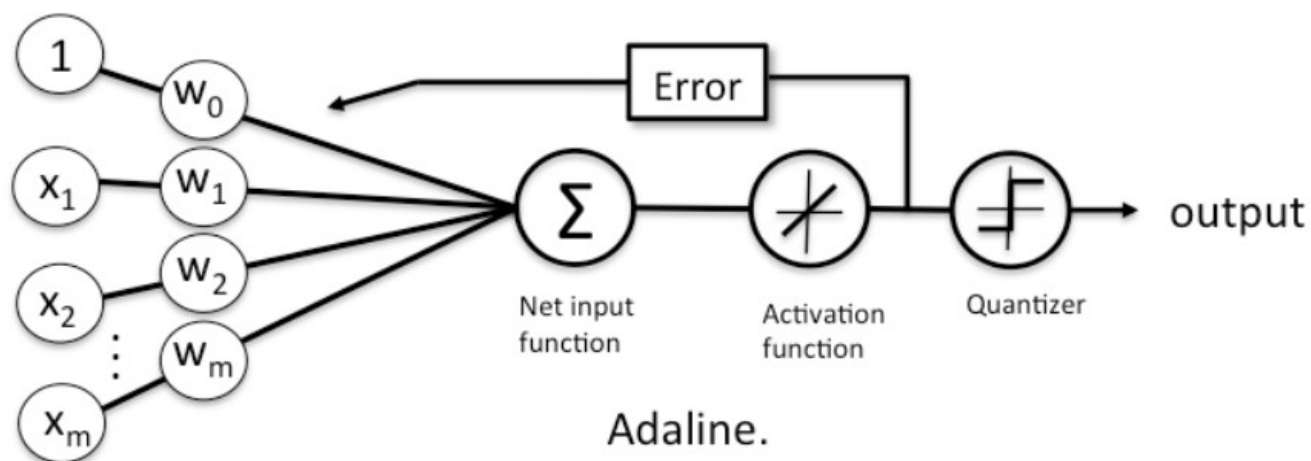 1
w0
Error
x1
w1
Σ
output
x2
w2
Net input
function
Activation
function
Quantizer
⋮
wm
xm
Adaline.